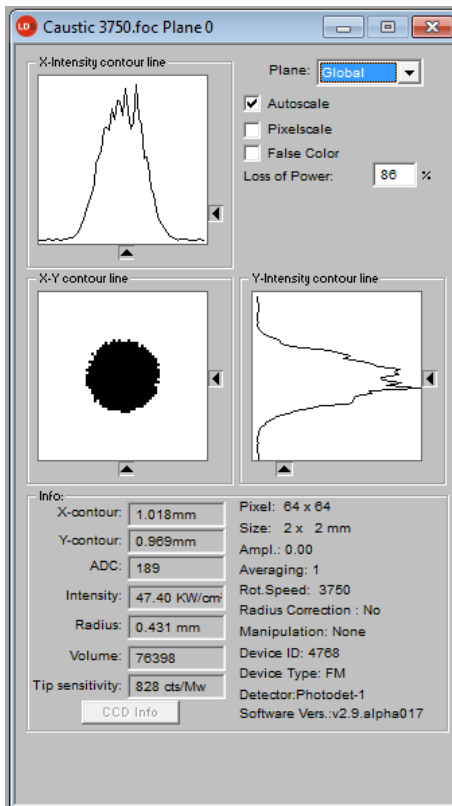 LD
Caustic 3750.foc Plane 0
X-Intensity contour line
Plane: Global
Autoscale
Pixelscale
False Color
Loss of Power: 86 %
X-Y contour line
Y-Intensity contour line
Info:
X-contour: 1.018mm
Y-contour: 0.969mm
ADC: 189
Intensity: 47.40 KW/cm²
Radius: 0.431 mm
Volume: 76398
Tip sensitivity: 828 cts/Mw
CCD Info
Pixel: 64 x 64
Size: 2 x 2 mm
Ampl.: 0.00
Averaging: 1
Rot.Speed: 3750
Radius Correction : No
Manipulation: None
Device ID: 4768
Device Type: FM
Detector:Photodet-1
Software Vers.:v2.9.alpha017